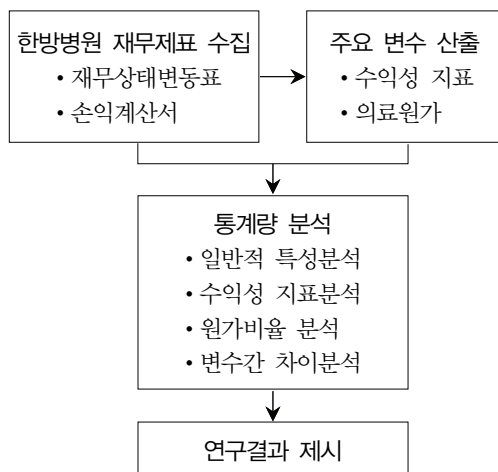 한방병원 재무제표 수집
• 재무상태변동표
• 손익계산서
주요 변수 산출
• 수익성 지표
• 의료원가
통계량 분석
• 일반적 특성분석
• 수익성 지표분석
• 원가비율 분석
• 변수간 차이분석
연구결과 제시